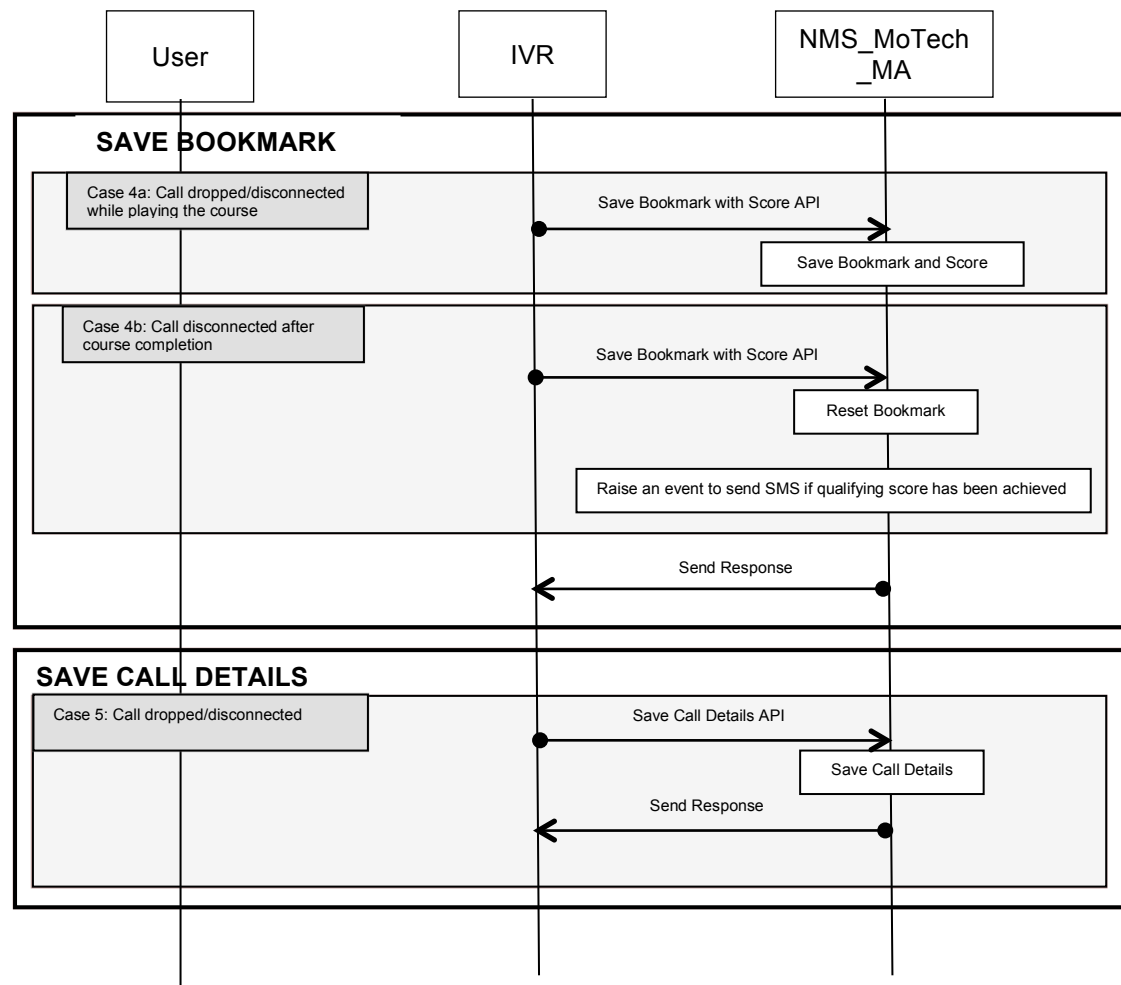 User
IVR
NMS_MoTech
_MA
SAVE BOOKMARK
Case 4a: Call dropped/disconnected
while playing the course
Save Bookmark with Score API
Save Bookmark and Score
Case 4b: Call disconnected after
course completion
Save Bookmark with Score API
Reset Bookmark
Raise an event to send SMS if qualifying score has been achieved
Send Response
SAVE CALL DETAILS
Case 5: Call dropped/disconnected
Save Call Details API
Save Call Details
Send Response